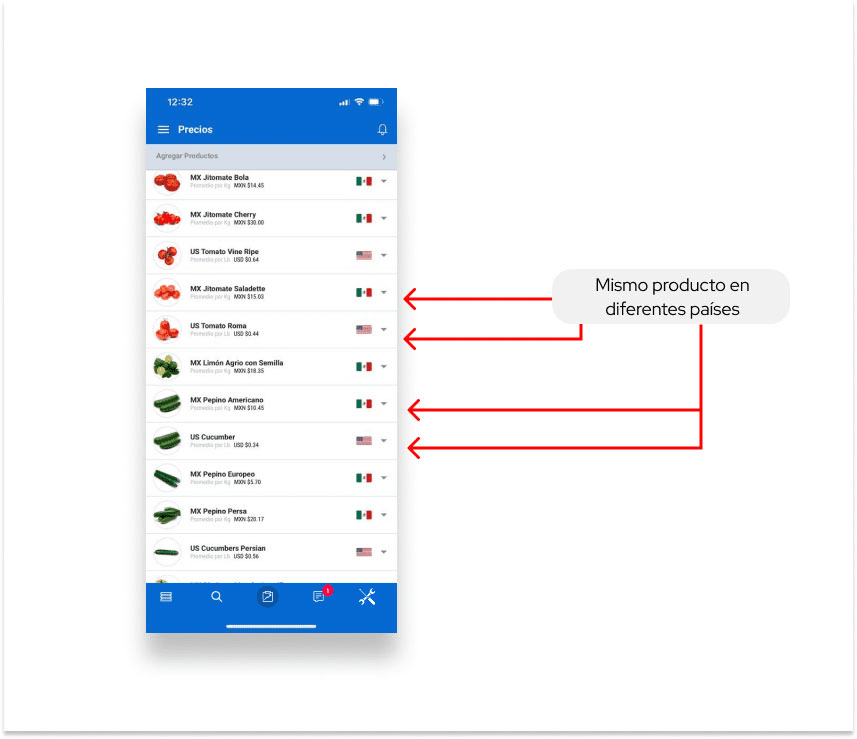 12:32
Precios
Agregar Productos
MX Jitomate Bola
Promedio por Kg MXN $14.45
MX Jitomate Cherry
Promedio por Kg MXN $30.00
US Tomato Vine Ripe
Promedio por Lb USD $0.64
MX Jitomate Saladette
Promedio por Kg MXN $15.03
US Tomato Roma
Promedio por Lb USD $0.44
MX Limón Agrio con Semilla
Promedio por Kg MXN $18.35
MX Pepino Americano
Promedio por Kg MXN $10.45
US Cucumber
Promedio por Lb USD $0.34
MX Pepino Europeo
Promedio por Kg MXN $5.70
MX Pepino Persa
Promedio por Kg MXN $20.17
US Cucumbers Persian
Promedio por Lb USD $0.56
1
Mismo producto en
diferentes países